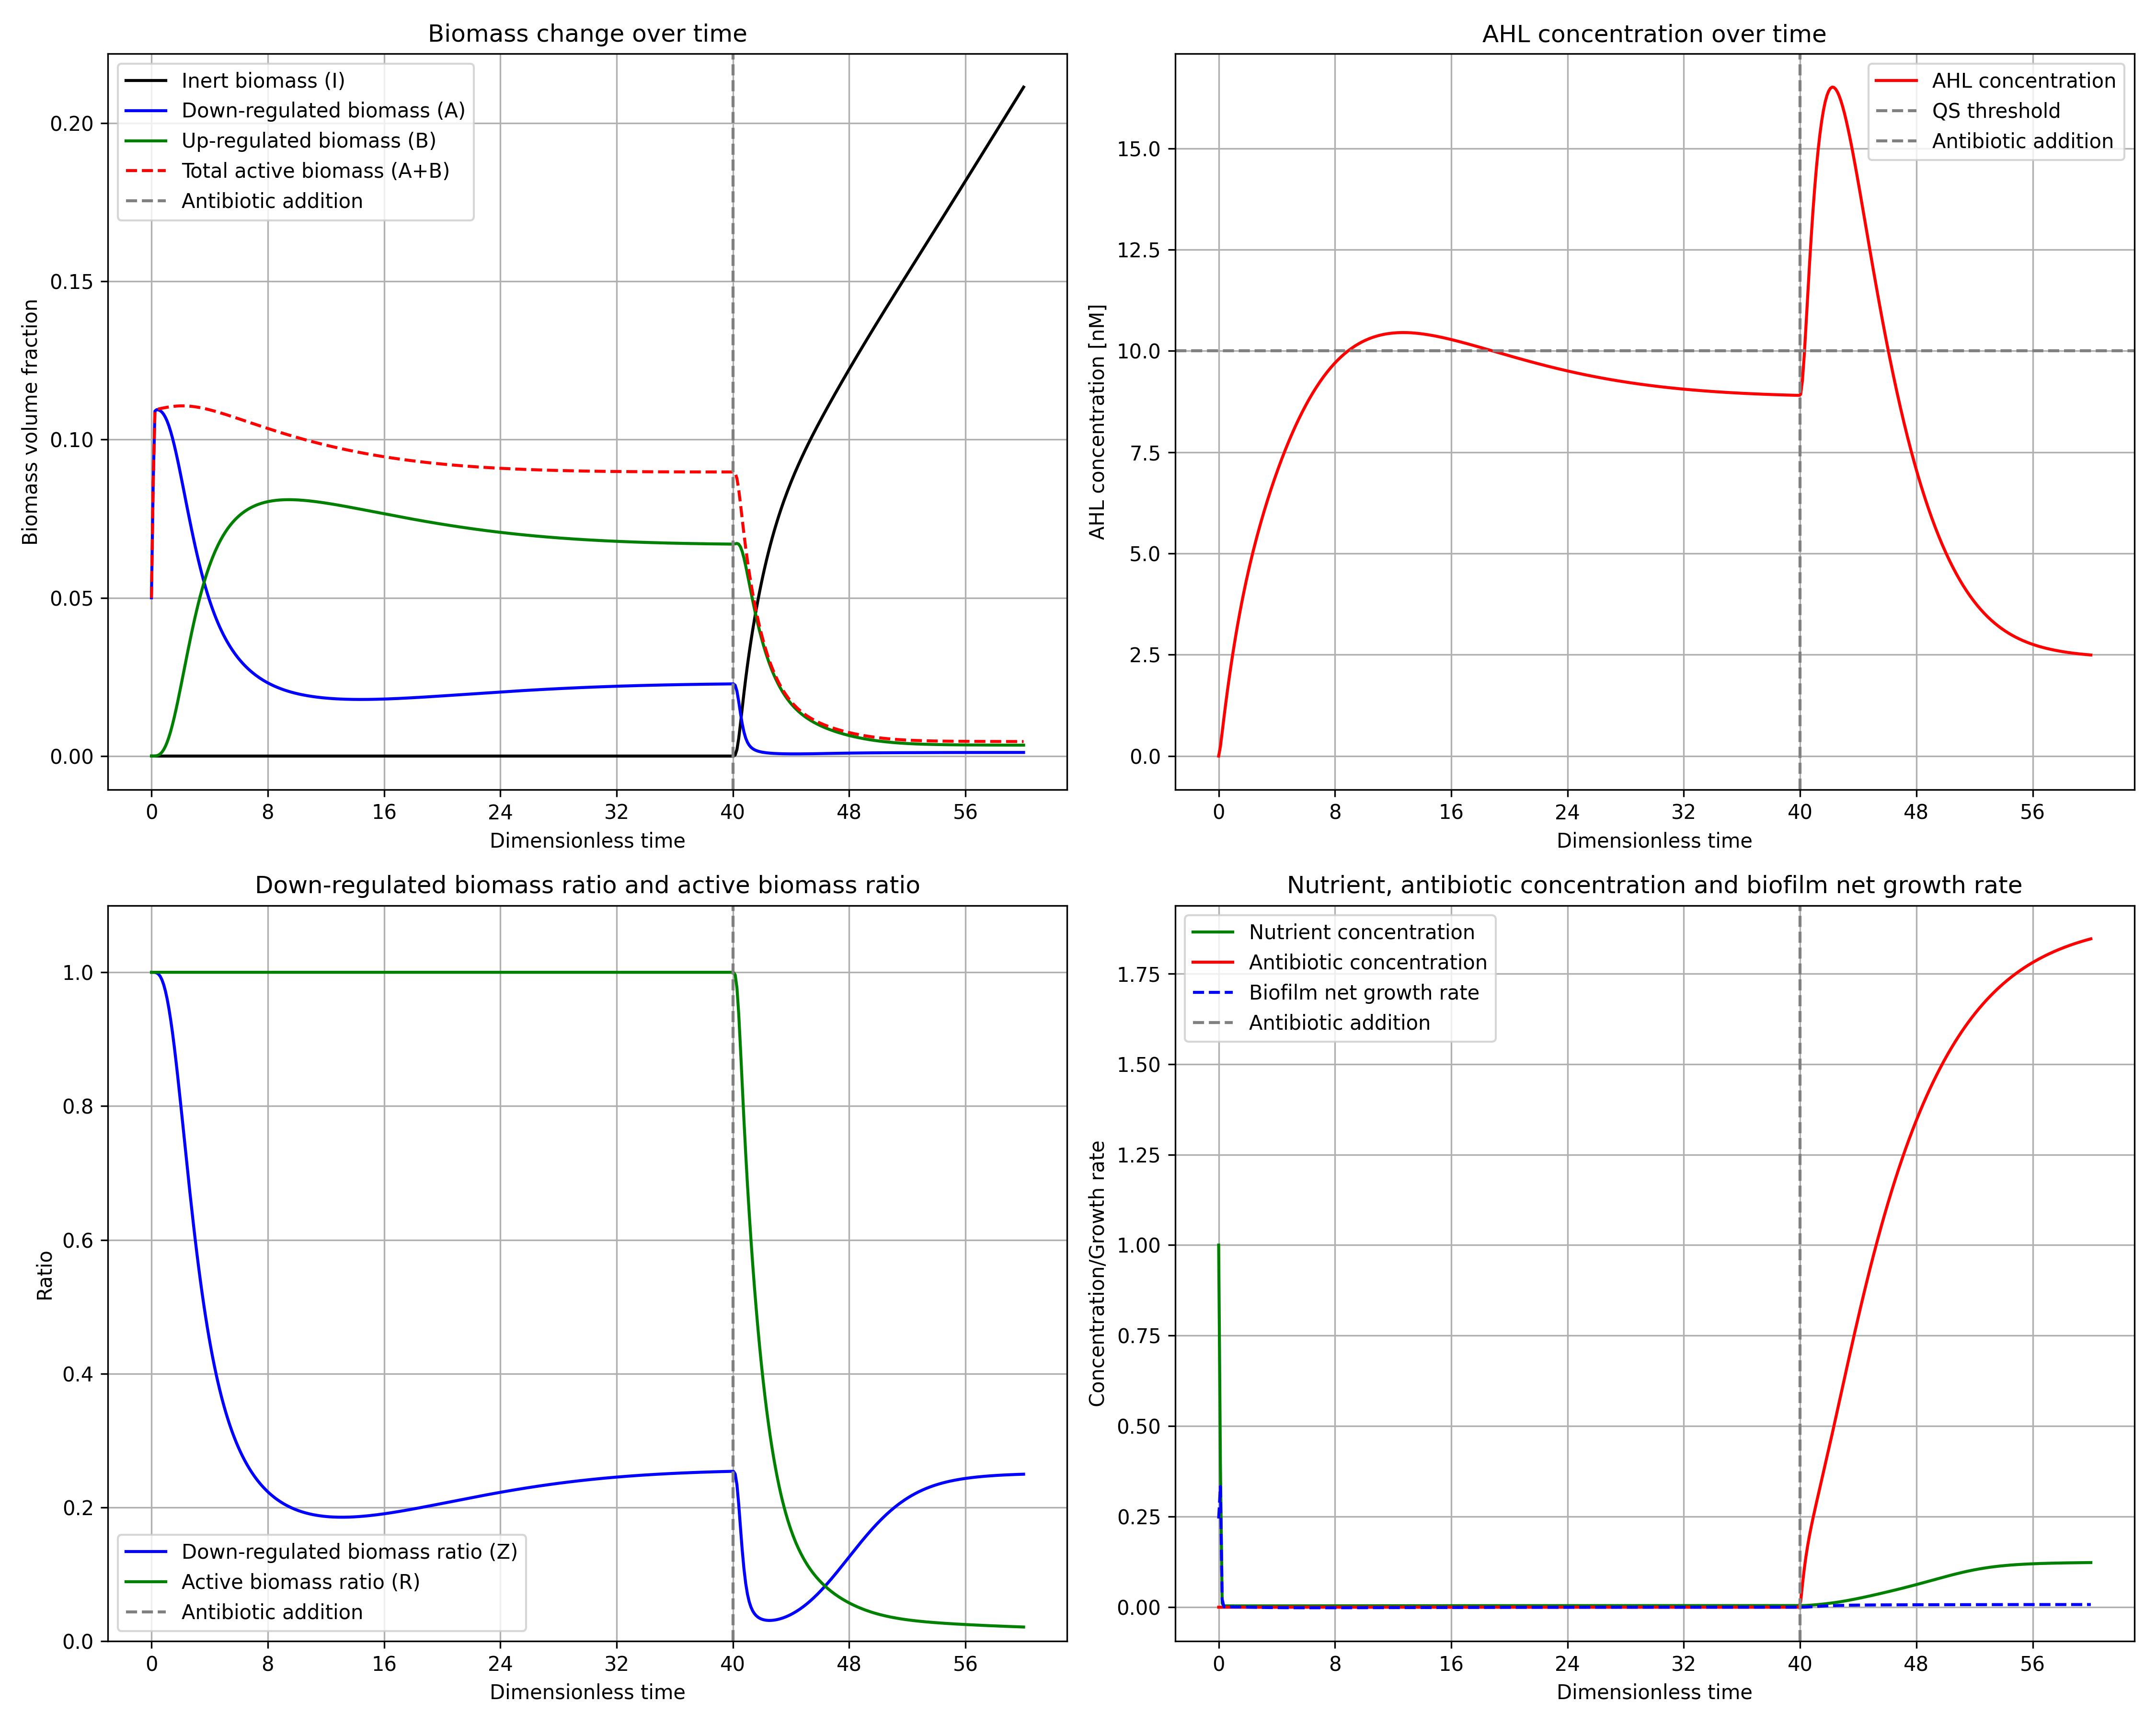 Biomass change over time
Inert biomass (I)
Down-regulated biomass (A)
Up-regulated biomass (B)
Total active biomass (A+B)
Antibiotic addition
Biomass volume fraction
0.20
0.15
0.10
0.05
0.00
0 8 16 24 32 40 48 56
Dimensionless time
AHL concentration over time
AHL concentration
QS threshold
Antibiotic addition
AHL concentration [nM]
15.0
12.5
10.0
7.5
5.0
2.5
0.0
0 8 16 24 32 40 48 56
Dimensionless time
Down-regulated biomass ratio and active biomass ratio
Ratio
1.0
0.8
0.6
0.4
0.2
0.0
Down-regulated biomass ratio (Z)
Active biomass ratio (R)
Antibiotic addition
0 8 16 24 32 40 48 56
Dimensionless time
Nutrient, antibiotic concentration and biofilm net growth rate
Nutrient concentration
Antibiotic concentration
Biofilm net growth rate
Antibiotic addition
Concentration/Growth rate
1.75
1.50
1.25
1.00
0.75
0.50
0.25
0.00
0 8 16 24 32 40 48 56
Dimensionless time